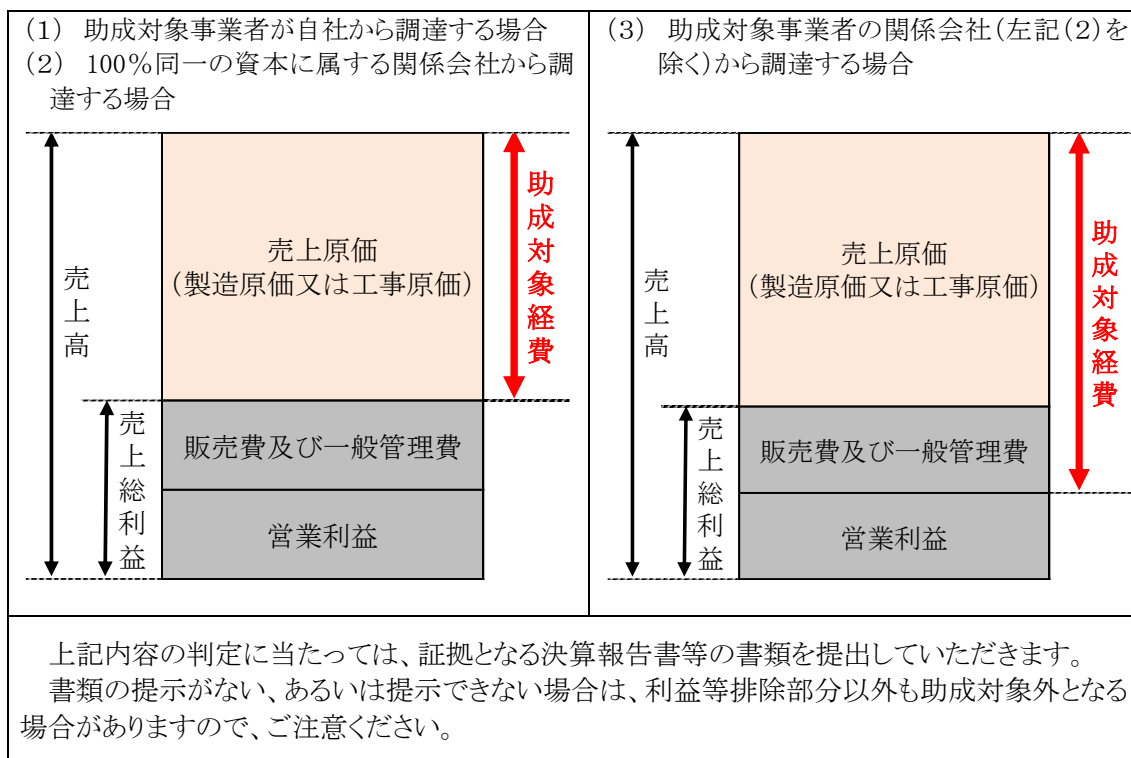 (1) 助成対象事業者が自社から調達する場合
(2) 100%同一の資本に属する関係会社から調
達する場合
売上高
売上原価
(製造原価又は工事原価)
助成対象経費
売上総利益
販売費及び一般管理費
営業利益
(3) 助成対象事業者の関係会社(左記(2)を
除く)から調達する場合
売上高
売上原価
(製造原価又は工事原価)
助成対象経費
売上総利益
販売費及び一般管理費
営業利益
上記内容の判定に当たっては、証拠となる決算報告書等の書類を提出していただきます。
書類の提示がない、あるいは提示できない場合は、利益等排除部分以外も助成対象外となる
場合がありますので、ご注意ください。